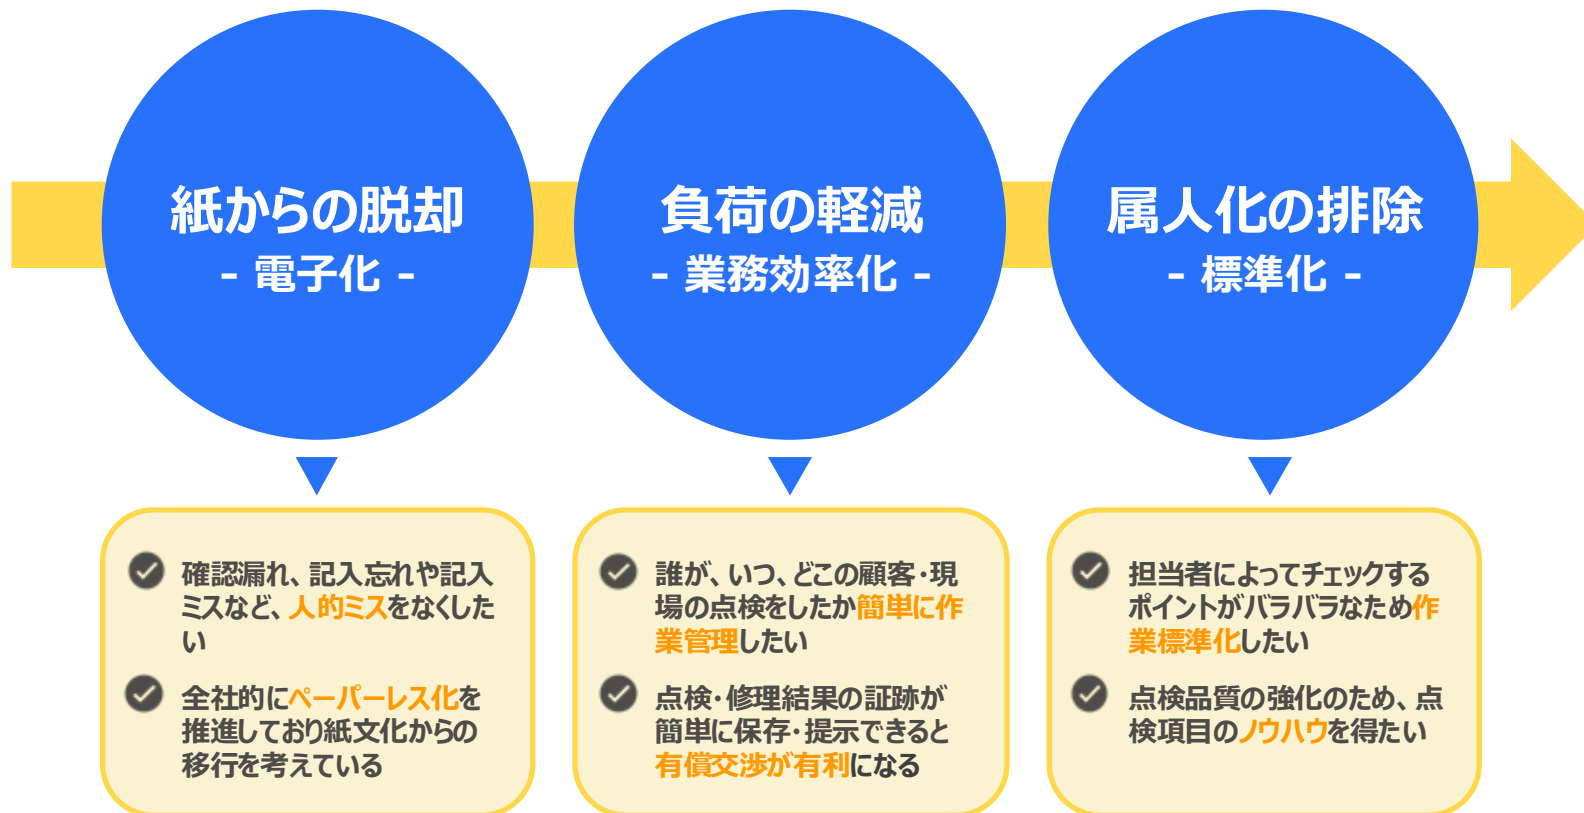 紙からの脱却
- 電子化 -
負荷の軽減
- 業務効率化 -
属人化の排除
- 標準化 -
確認漏れ、記入忘れや記入
ミスなど、人的ミスをなくした
い
全社的にペーパーレス化を
推進しており紙文化からの
移行を考えている
誰が、いつ、どこの顧客・現
場の点検をしたか簡単に作
業管理したい
点検・修理結果の証跡が
簡単に保存・提示できると
有償交渉が有利になる
担当者によってチェックする
ポイントがバラバラなため作
業標準化したい
点検品質の強化のため、点
検項目のノウハウを得たい